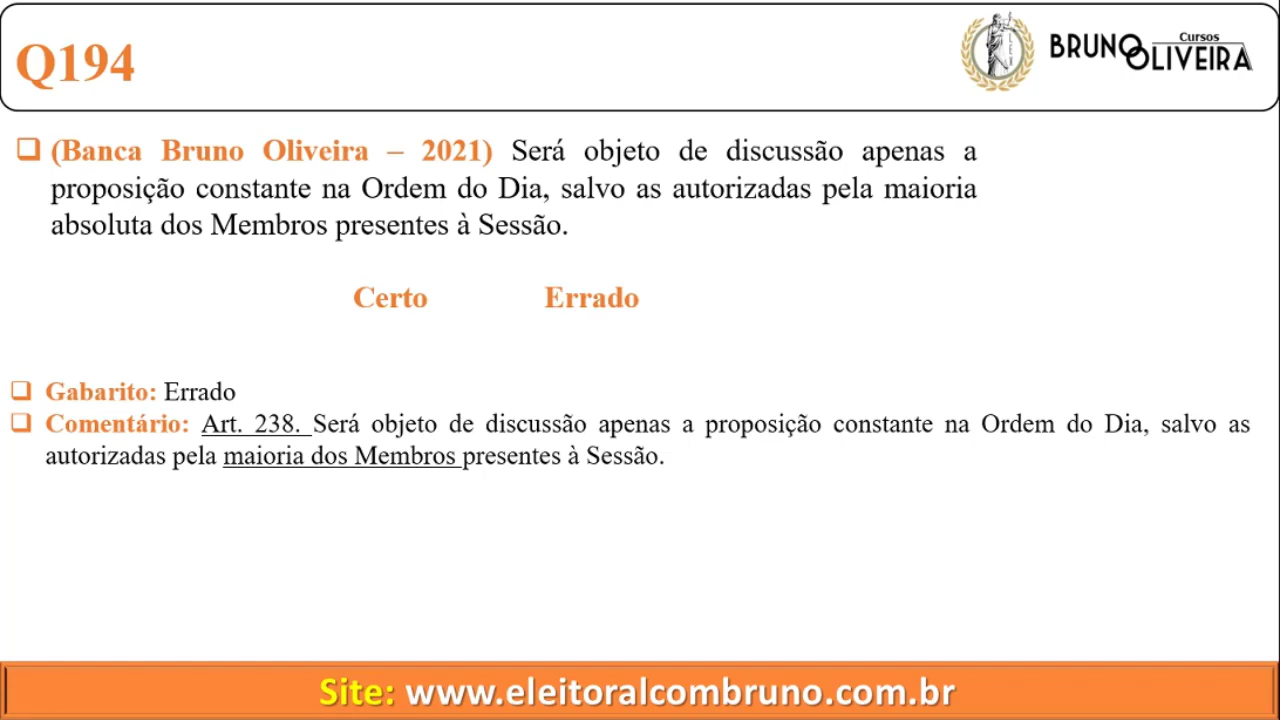 Q194
Cursos
BRUNO
OLIVEIRA
❑ (Banca Bruno Oliveira – 2021) Será objeto de discussão apenas a
proposição constante na Ordem do Dia, salvo as autorizadas pela maioria
absoluta dos Membros presentes à Sessão.
Certo Errado
❑ Gabarito: Errado
❑ Comentário: Art. 238. Será objeto de discussão apenas a proposição constante na Ordem do Dia, salvo as
autorizadas pela maioria dos Membros presentes à Sessão.
Site: www.eleitoralcombruno.com.br